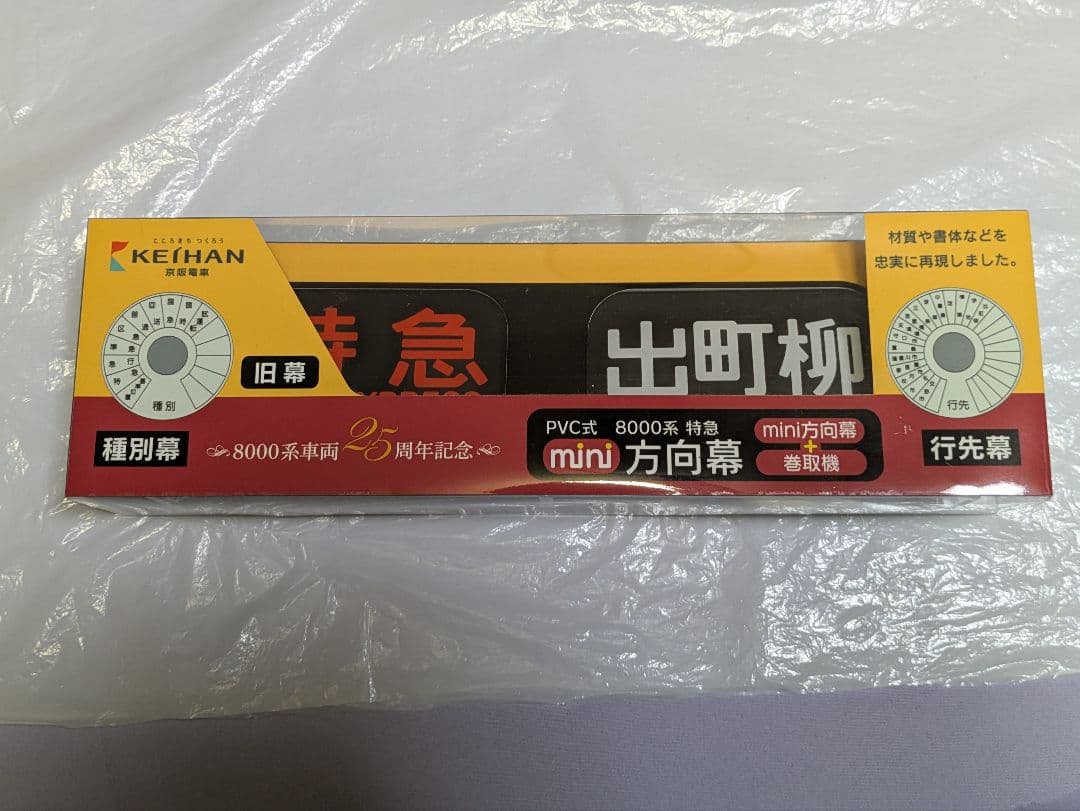 こころまち つくろう
KEIHAN
京阪電車
種別
旧幕
種別幕
特急
出町柳
材質や書体などを
忠実に再現しました。
行先
行先幕
8000系車両25周年記念
PVC式 8000系 特急
mini 方向幕
mini方向幕
+
巻取機